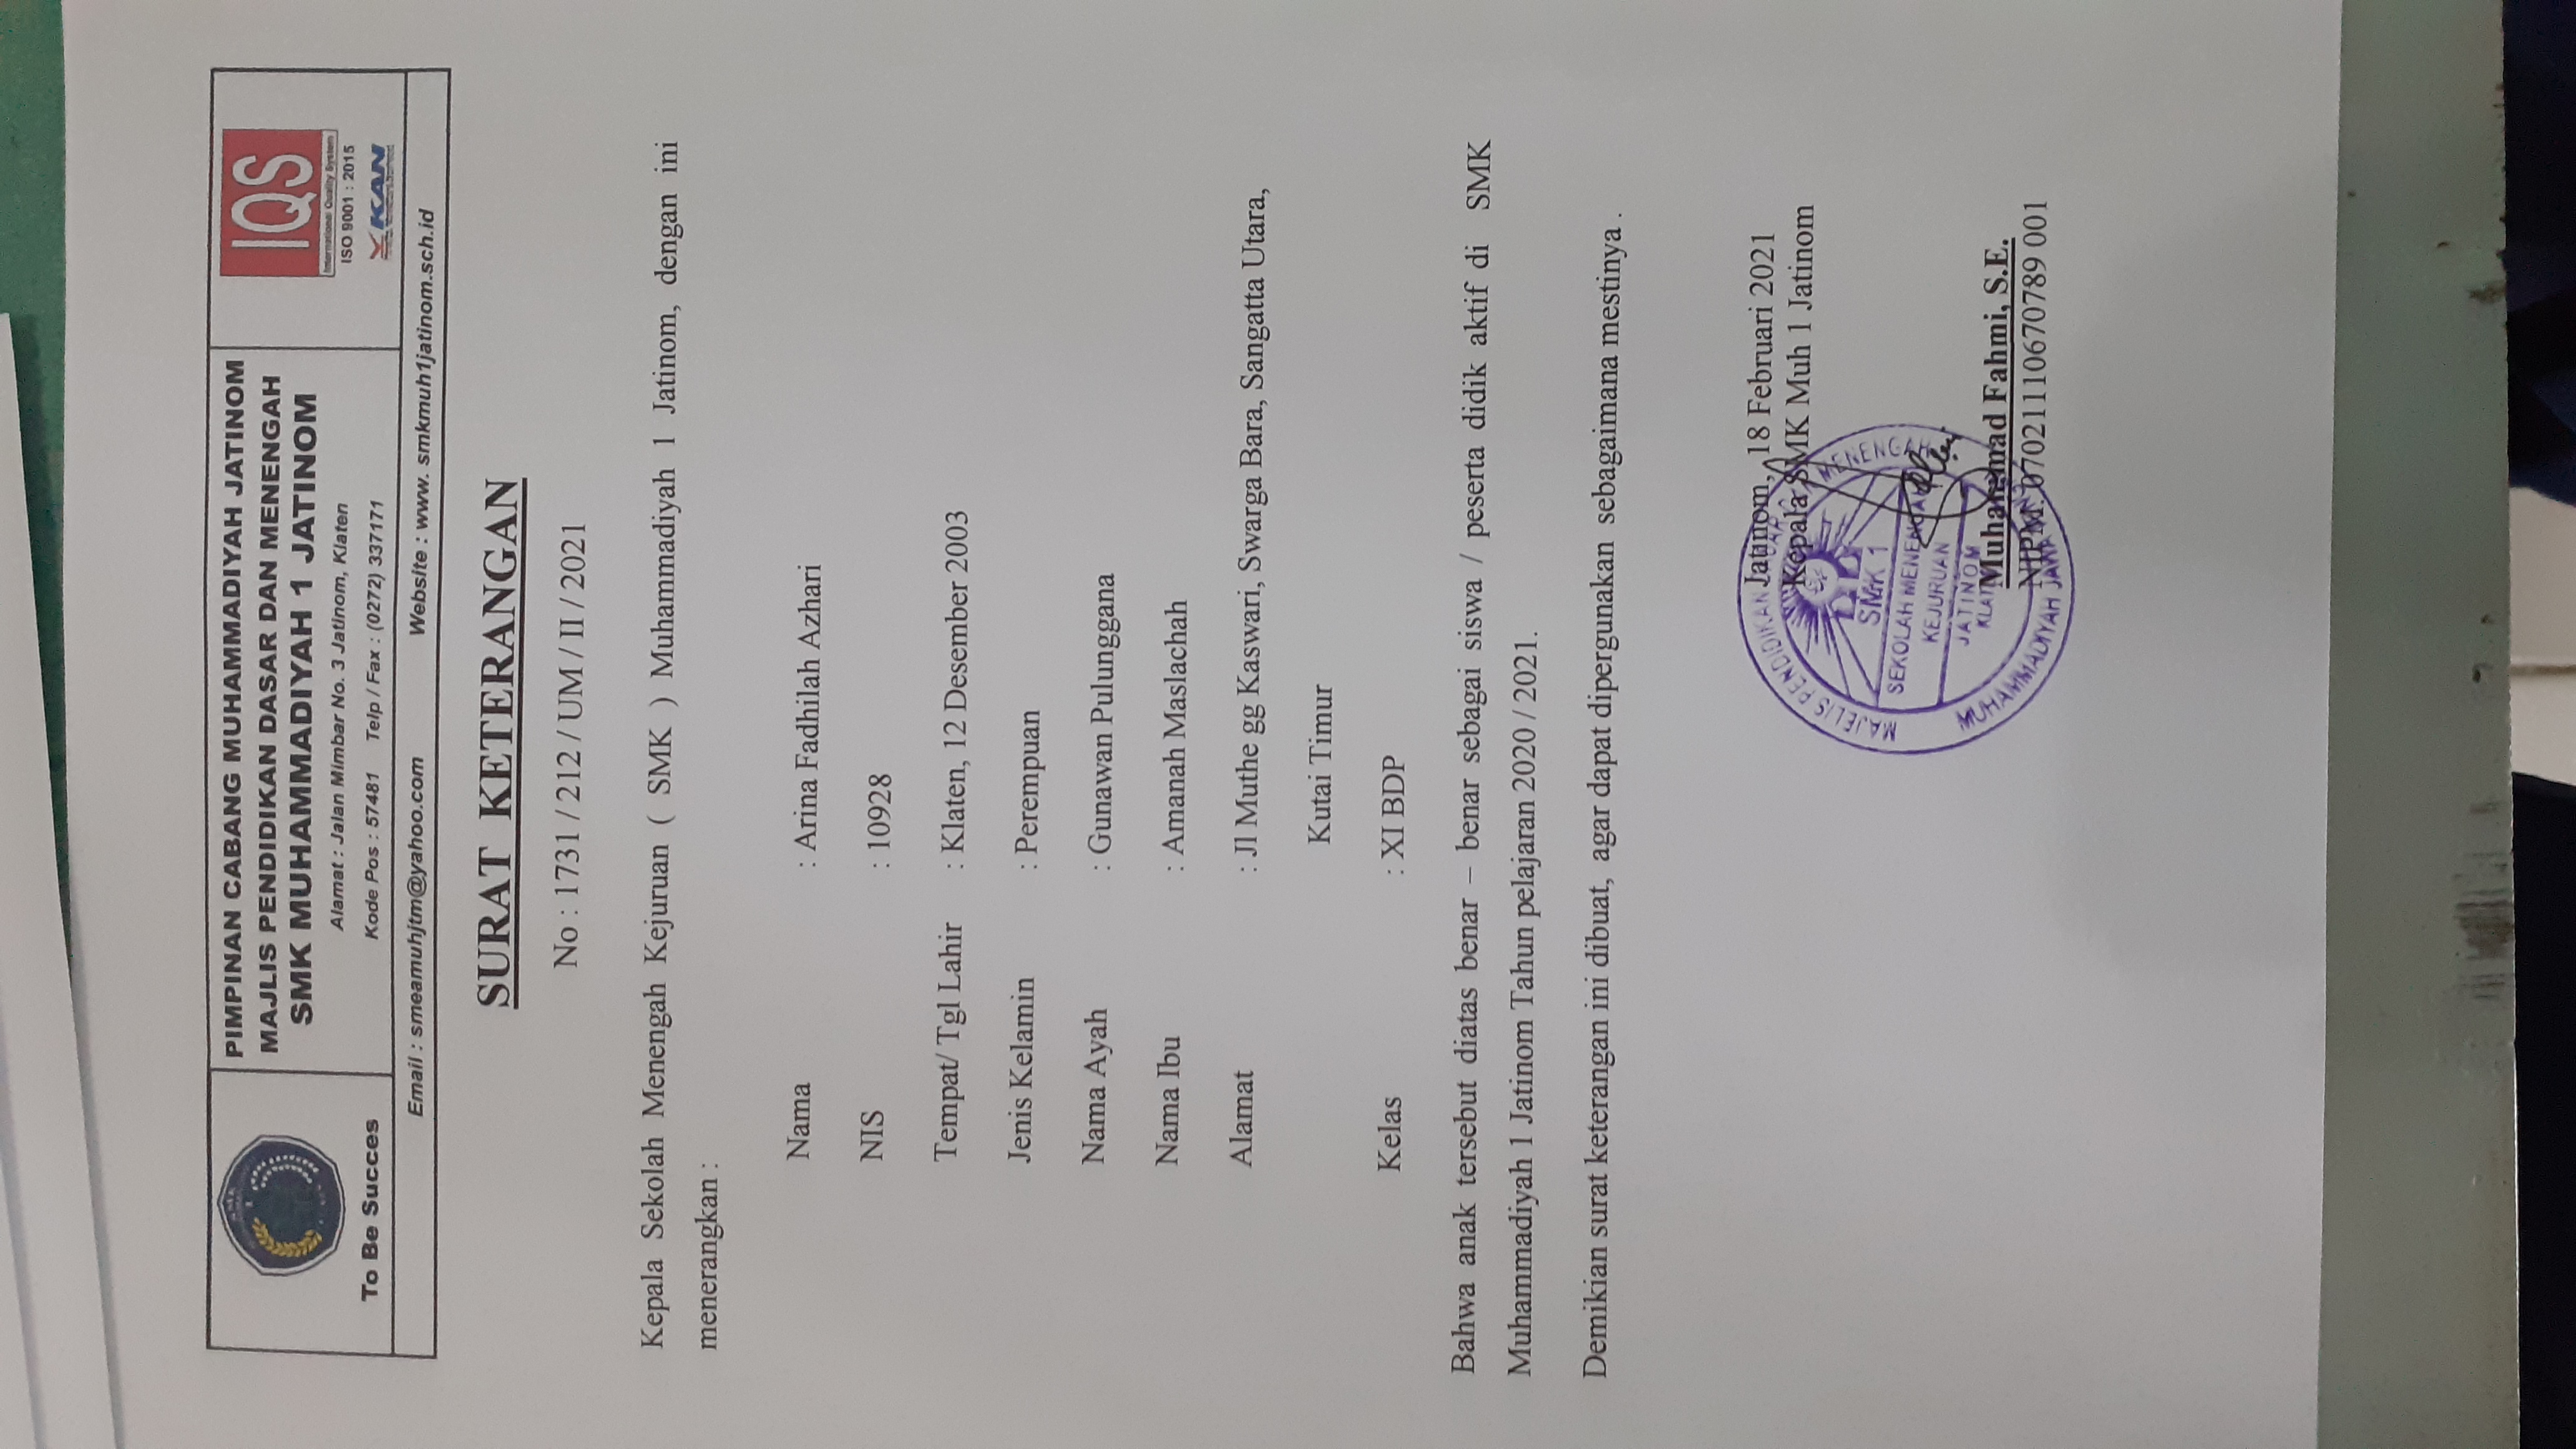 PIMPINAN CABANG MUHAMMADIYAH JATINOM
MAJLIS PENDIDIKAN DASAR DAN MENENGAH
SMK MUHAMMADIYAH 1 JATINOM
Alamat : Jalan Mimbar No. 3 Jatinom, Klaten
Kode Pos : 57481 Telp / Fax : (0272) 337171
To Be Succes
IQS
International Quality System
ISO 9001 : 2015
KAN
Email : smeamuhjtm@yahoo.com Website : www. smkmuh1jatinom.sch.id
SURAT KETERANGAN
No : 1731 / 212 / UM / II / 2021
Kepala Sekolah Menengah Kejuruan ( SMK ) Muhammadiyah 1 Jatinom, dengan ini
menerangkan :
Nama : Arina Fadhilah Azhari
NIS : 10928
Tempat/ Tgl Lahir : Klaten, 12 Desember 2003
Jenis Kelamin : Perempuan
Nama Ayah : Gunawan Pulunggana
Nama Ibu : Amanah Maslachah
Alamat : Jl Muthe gg Kaswari, Swarga Bara, Sangatta Utara,
Kutai Timur
Kelas : XI BDP
Bahwa anak tersebut diatas benar – benar sebagai siswa / peserta didik aktif di SMK
Muhammadiyah 1 Jatinom Tahun pelajaran 2020 / 2021.
Demikian surat keterangan ini dibuat, agar dapat dipergunakan sebagaimana mestinya .
Jatinom, 18 Februari 2021
Kepala SMK Muh 1 Jatinom
MAJELIS PENDIDIKAN
SMK 1
SEKOLAH MENENGAH
KEJURUAN
JATINOM
MUHAMMADIYAH
Muhammad Fahmi, S.E.
NIPM. 0702111067 0789 001